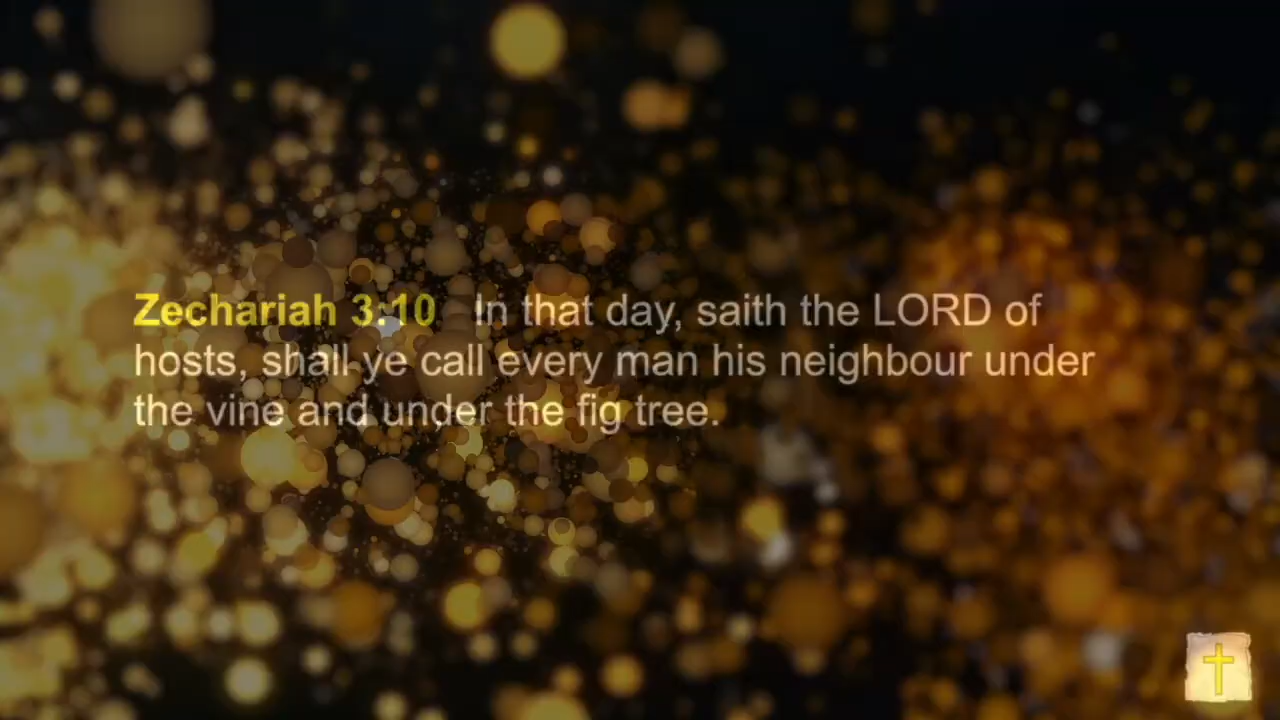 Zechariah 3:10 In that day, saith the LORD of
hosts, shall ye call every man his neighbour under
the vine and under the fig tree.